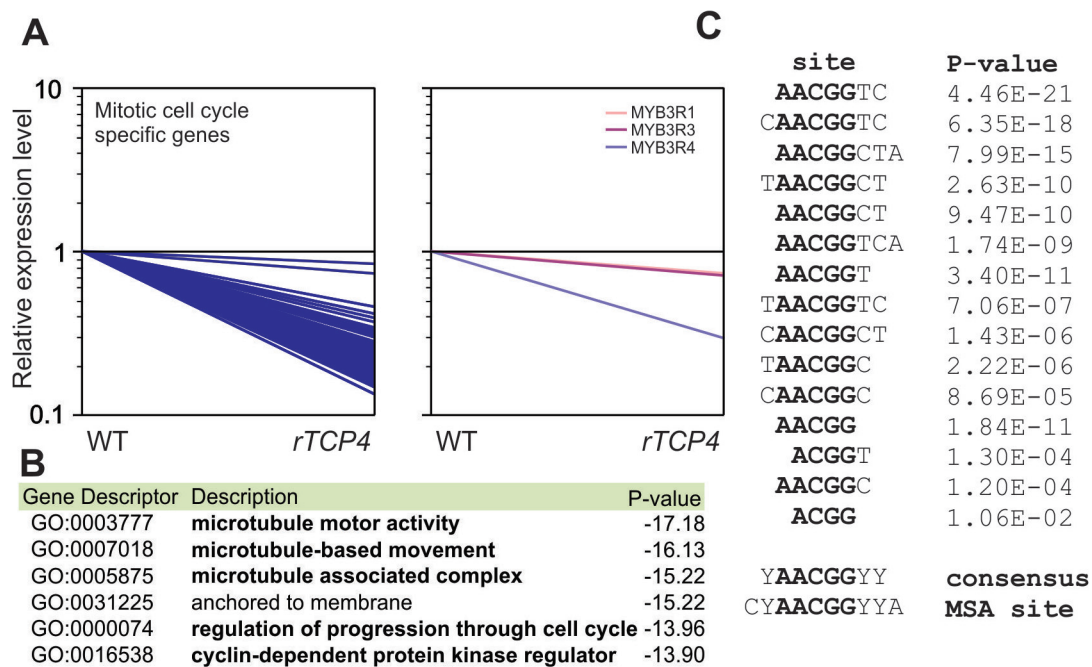 A
Relative expression level
10
1
0.1
Mitotic cell cycle
specific genes
WT
rTCP4
MYB3R1
MYB3R3
MYB3R4
WT
rTCP4
B
Gene Descriptor Description P-value
GO:0003777 microtubule motor activity -17.18
GO:0007018 microtubule-based movement -16.13
GO:0005875 microtubule associated complex -15.22
GO:0031225 anchored to membrane -15.22
GO:0000074 regulation of progression through cell cycle -13.96
GO:0016538 cyclin-dependent protein kinase regulator -13.90
C
site P-value
AACGGTC 4.46E-21
CAACGGTC 6.35E-18
AACGGCTA 7.99E-15
TAACGGCT 2.63E-10
AACGGCT 9.47E-10
AACGGTCA 1.74E-09
AACGGT 3.40E-11
TAACGGTC 7.06E-07
CAACGGCT 1.43E-06
TAACGGC 2.22E-06
CAACGGC 8.69E-05
AACGG 1.84E-11
ACGGT 1.30E-04
AACGGC 1.20E-04
ACGG 1.06E-02
YAACGGYY consensus
CYAACGGYYA MSA site